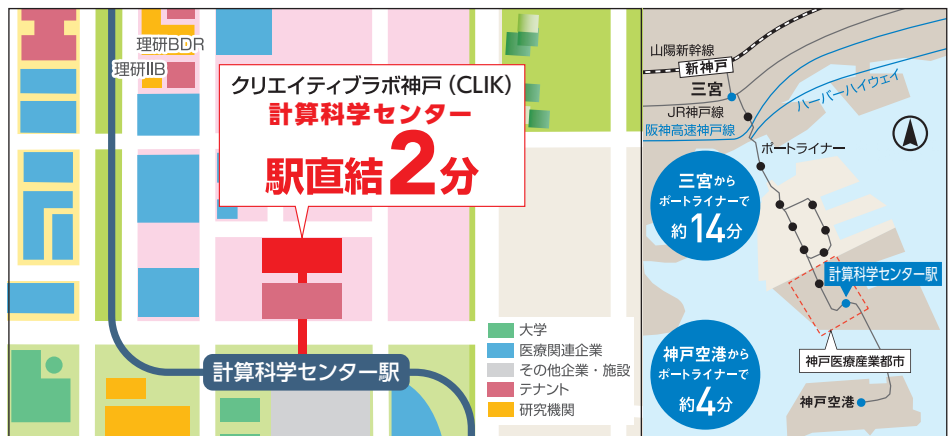 理研BDR
理研IIB
クリエイティブラボ神戸（CLIK）
計算科学センター
駅直結2分
計算科学センター駅
大学
医療関連企業
その他企業・施設
テナント
研究機関
山陽新幹線
新神戸
三宮
JR神戸線
阪神高速神戸線
ハーバーハイウェイ
ポートライナー
三宮から
ポートライナーで
約14分
計算科学センター駅
神戸医療産業都市
神戸空港から
ポートライナーで
約4分
神戸空港